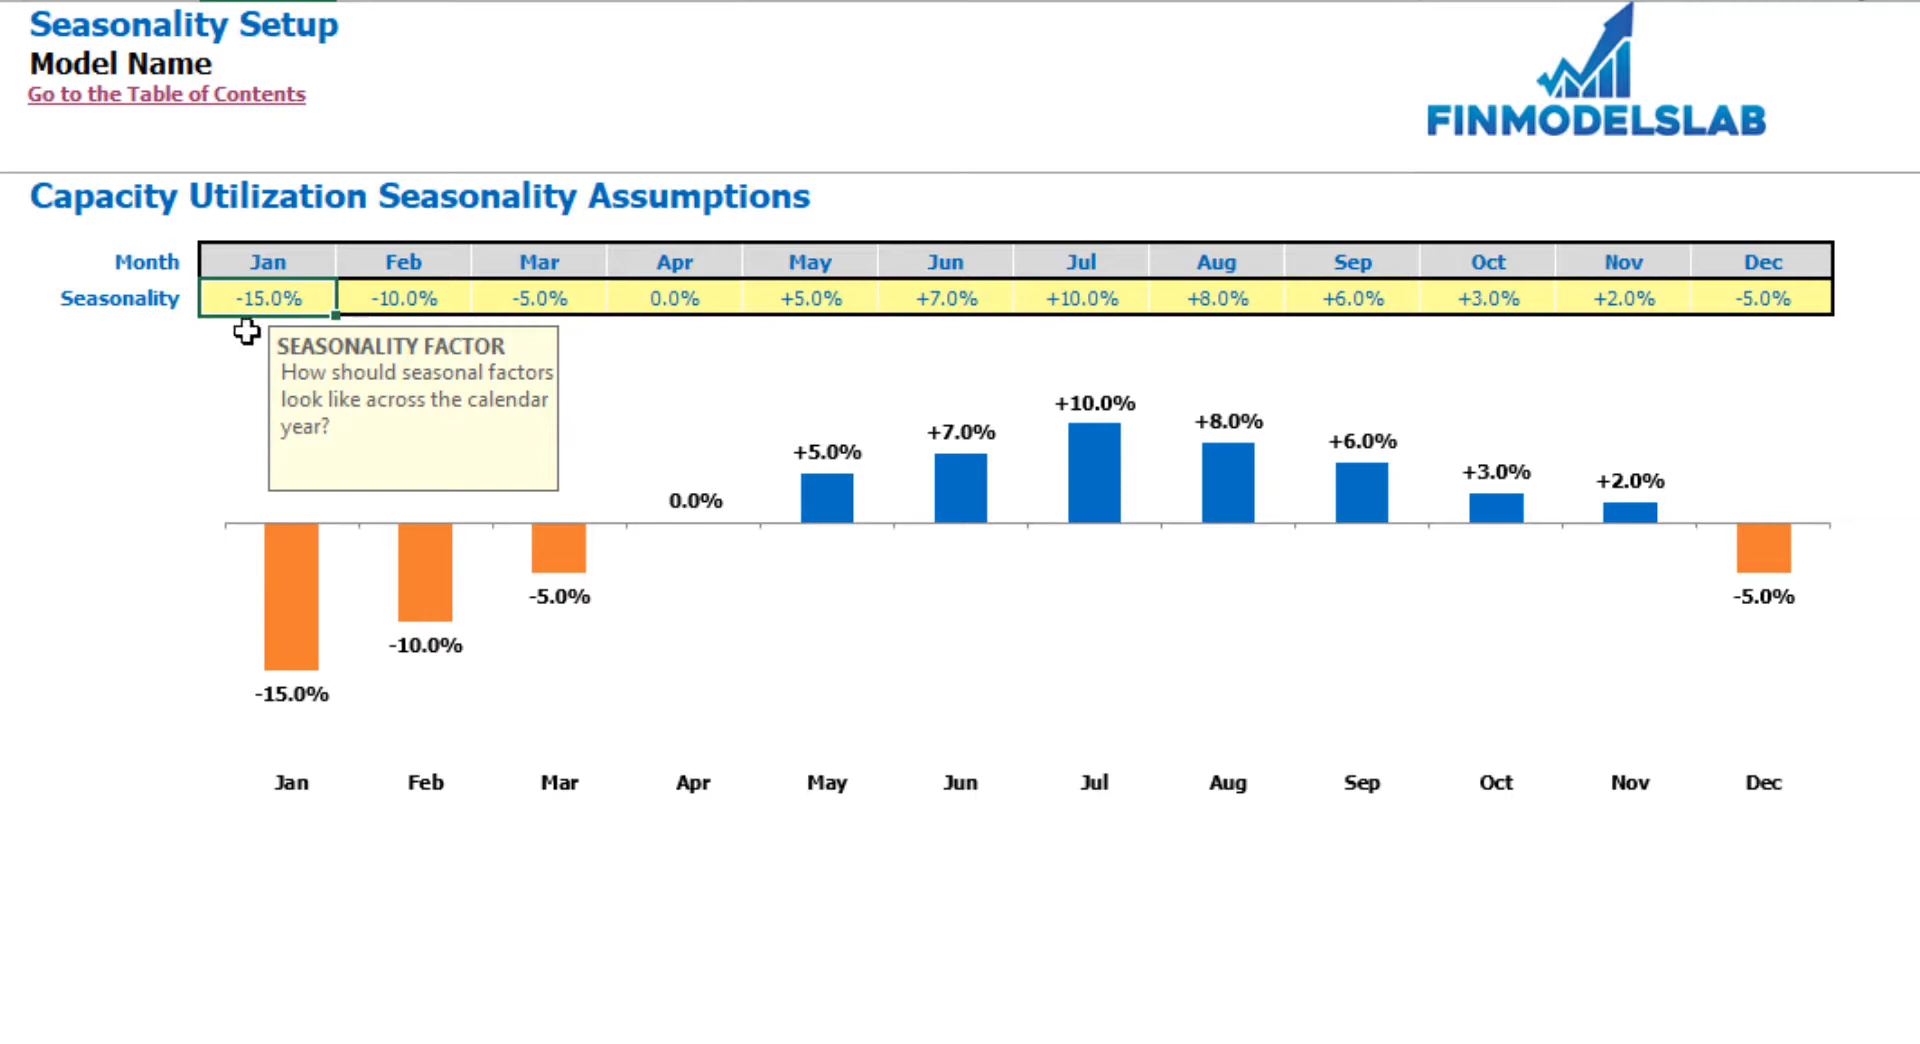 Seasonality Setup
Model Name
Go to the Table of Contents
FINMODELSLAB
Capacity Utilization Seasonality Assumptions
Month Jan Feb Mar Apr May Jun Jul Aug Sep Oct Nov Dec
Seasonality -15.0% -10.0% -5.0% 0.0% +5.0% +7.0% +10.0% +8.0% +6.0% +3.0% +2.0% -5.0%
SEASONALITY FACTOR
How should seasonal factors
look like across the calendar
year?
-15.0% -10.0% -5.0% 0.0% +5.0% +7.0% +10.0% +8.0% +6.0% +3.0% +2.0% -5.0%
Jan Feb Mar Apr May Jun Jul Aug Sep Oct Nov Dec